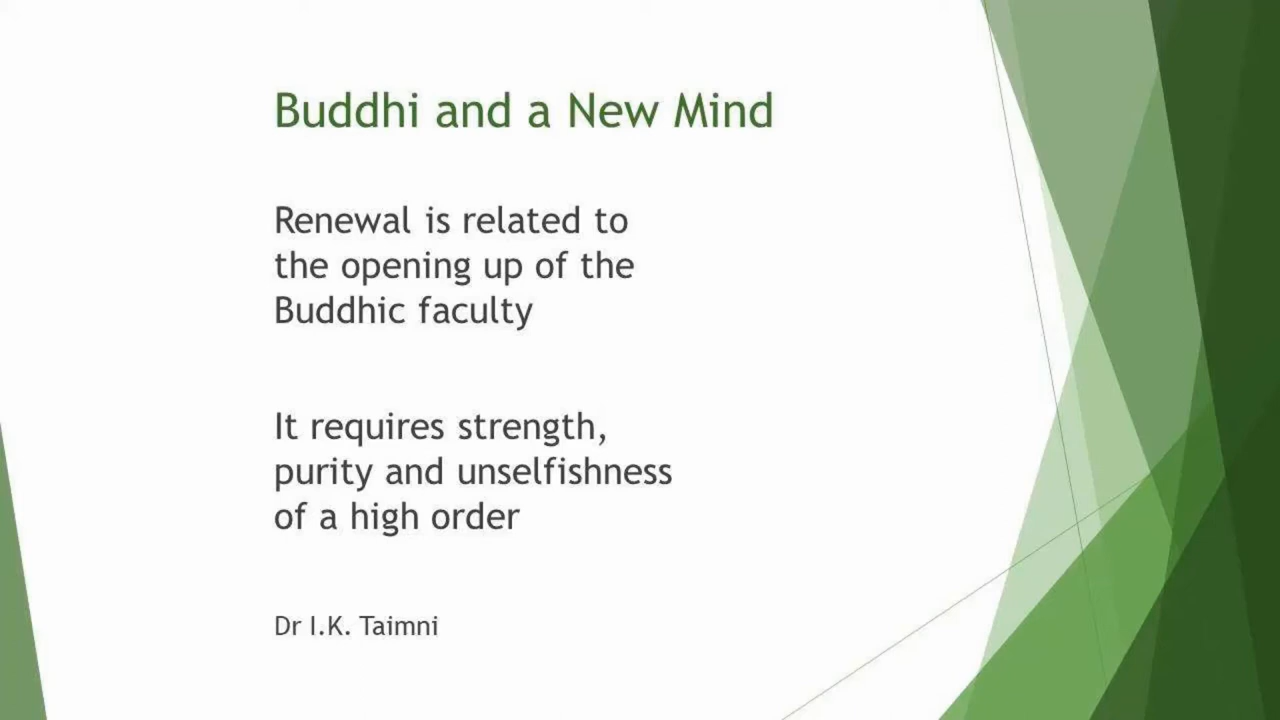 Buddhi and a New Mind
Renewal is related to
the opening up of the
Buddhic faculty
It requires strength,
purity and unselfishness
of a high order
Dr I.K. Taimni